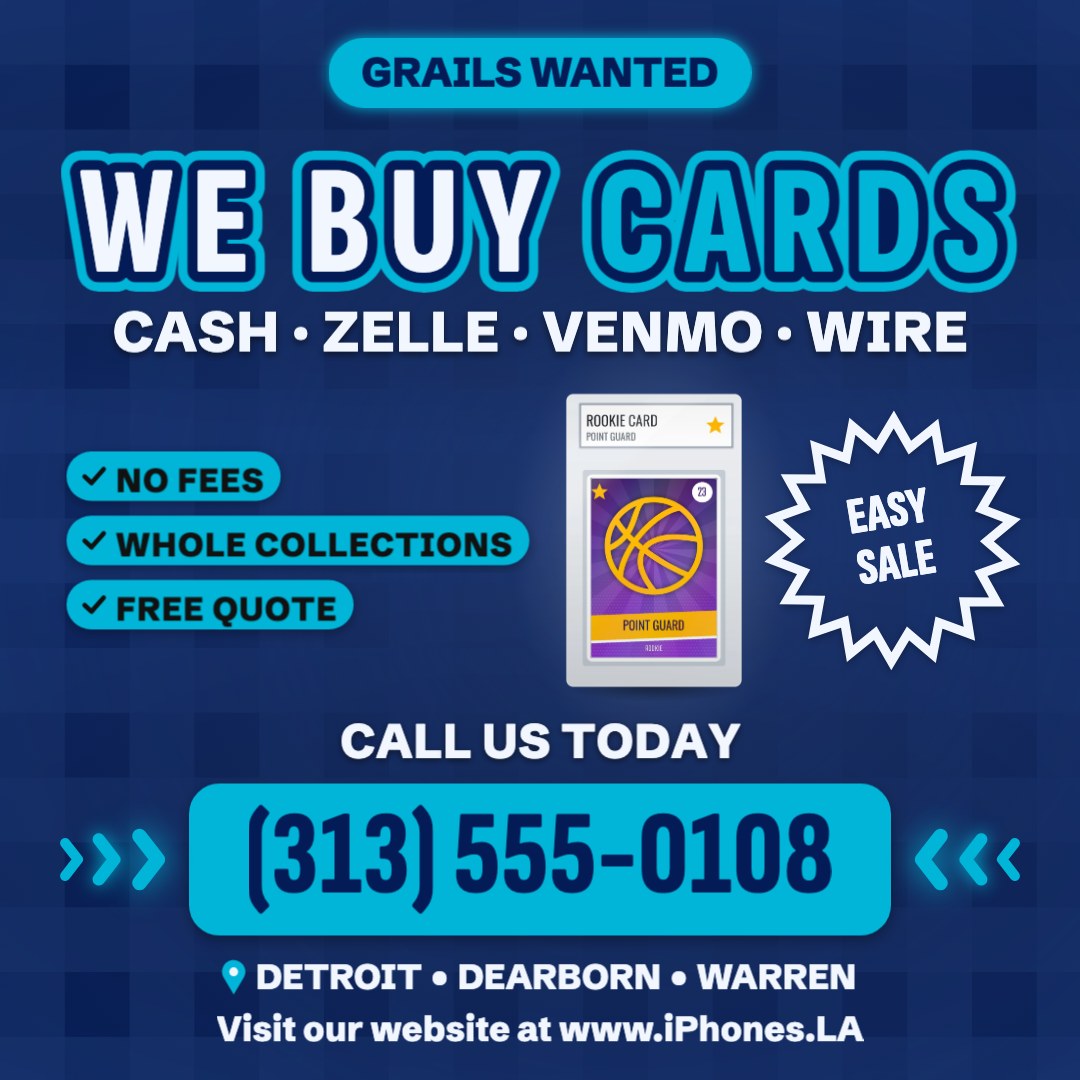 GRAILS WANTED
WE BUY CARDS
CASH • ZELLE • VENMO • WIRE
✓ NO FEES
✓ WHOLE COLLECTIONS
✓ FREE QUOTE
ROOKIE CARD
POINT GUARD
23
POINT GUARD
ROOKIE
EASY
SALE
CALL US TODAY
(313) 555-0108
DETROIT • DEARBORN • WARREN
Visit our website at www.iPhones.LA